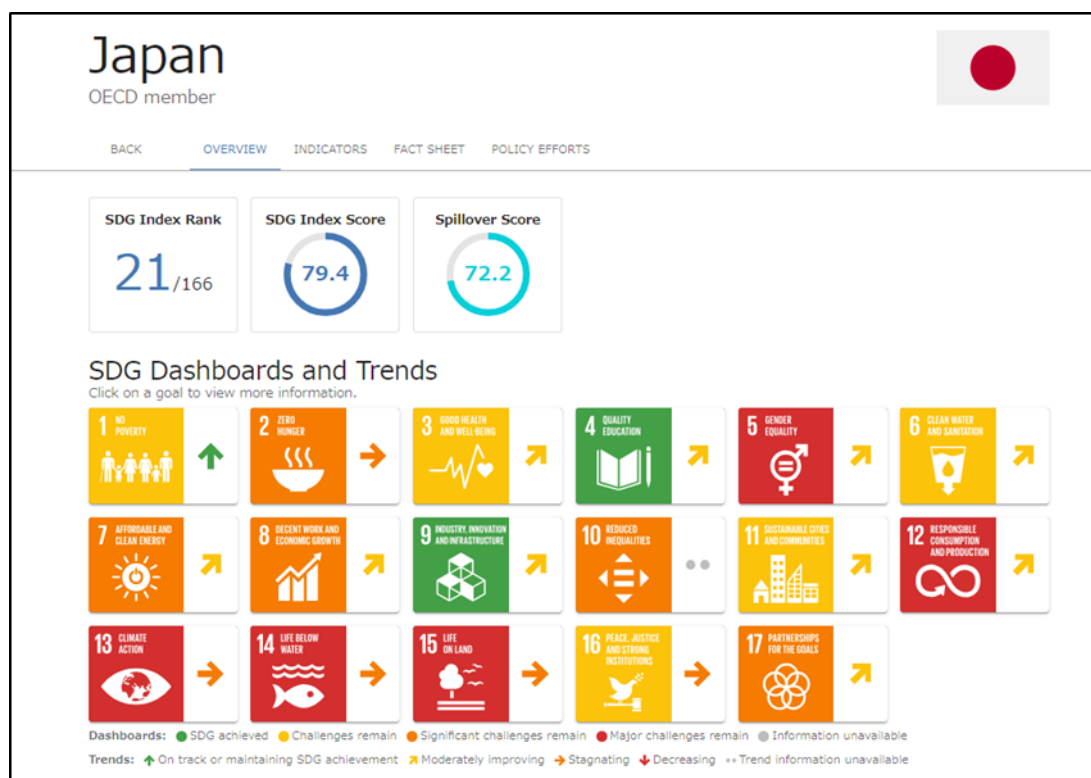 Japan
OECD member
BACK OVERVIEW INDICATORS FACT SHEET POLICY EFFORTS
SDG Index Rank
21/166
SDG Index Score
79.4
Spillover Score
72.2
SDG Dashboards and Trends
Click on a goal to view more information.
1 NO
POVERTY
2 ZERO
HUNGER
3 GOOD HEALTH
AND WELL-BEING
4 QUALITY
EDUCATION
5 GENDER
EQUALITY
6 CLEAN WATER
AND SANITATION
7 AFFORDABLE AND
CLEAN ENERGY
8 DECENT WORK AND
ECONOMIC GROWTH
9 INDUSTRY, INNOVATION
AND INFRASTRUCTURE
10 REDUCED
INEQUALITIES
11 SUSTAINABLE CITIES
AND COMMUNITIES
12 RESPONSIBLE
CONSUMPTION
AND PRODUCTION
13 CLIMATE
ACTION
14 LIFE BELOW
WATER
15 LIFE
ON LAND
16 PEACE, JUSTICE
AND STRONG
INSTITUTIONS
17 PARTNERSHIPS
FOR THE GOALS
Dashboards: SDG achieved Challenges remain Significant challenges remain Major challenges remain Information unavailable
Trends: On track or maintaining SDG achievement Moderately improving Stagnating Decreasing Trend information unavailable